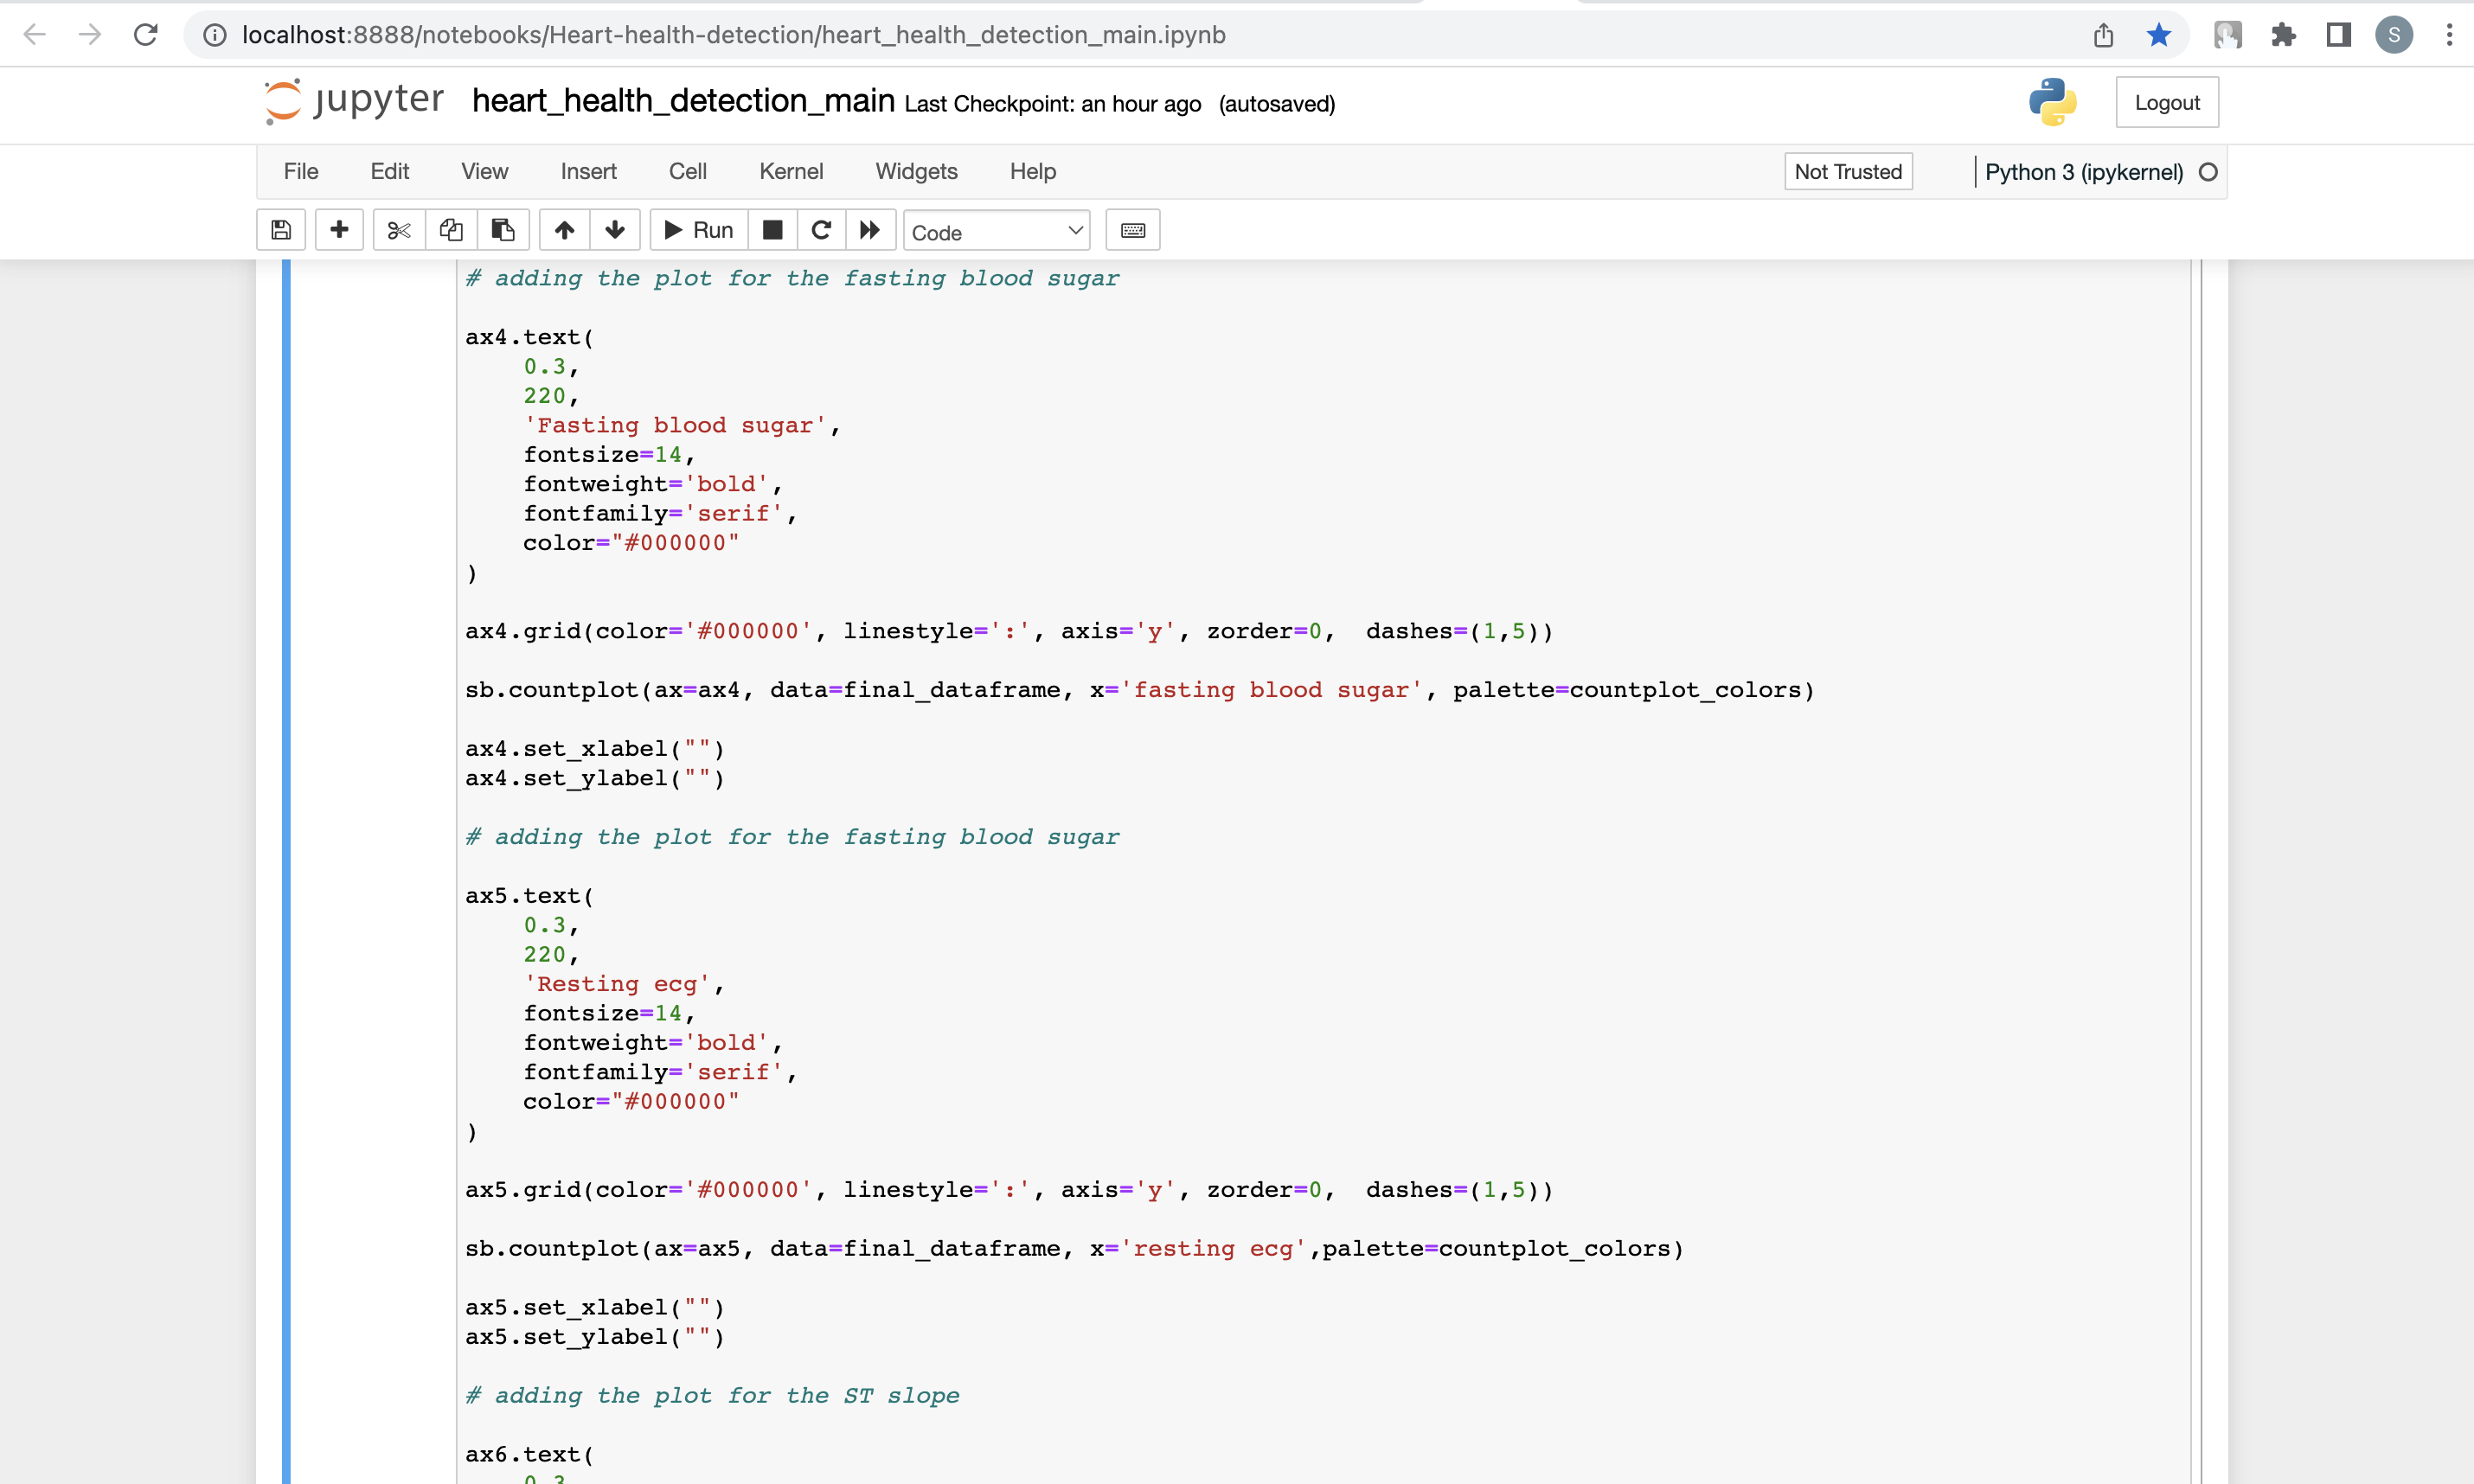 localhost:8888/notebooks/Heart-health-detection/heart_health_detection_main.ipynb
S
jupyter heart_health_detection_main Last Checkpoint: an hour ago (autosaved)
Logout
File Edit View Insert Cell Kernel Widgets Help
Not Trusted
Python 3 (ipykernel)
Run
Code
# adding the plot for the fasting blood sugar
ax4.text(
    0.3,
    220,
    'Fasting blood sugar',
    fontsize=14,
    fontweight='bold',
    fontfamily='serif',
    color="#000000"
)
ax4.grid(color='#000000', linestyle=':', axis='y', zorder=0,  dashes=(1,5))
sb.countplot(ax=ax4, data=final_dataframe, x='fasting blood sugar', palette=countplot_colors)
ax4.set_xlabel("")
ax4.set_ylabel("")
# adding the plot for the fasting blood sugar
ax5.text(
    0.3,
    220,
    'Resting ecg',
    fontsize=14,
    fontweight='bold',
    fontfamily='serif',
    color="#000000"
)
ax5.grid(color='#000000', linestyle=':', axis='y', zorder=0,  dashes=(1,5))
sb.countplot(ax=ax5, data=final_dataframe, x='resting ecg',palette=countplot_colors)
ax5.set_xlabel("")
ax5.set_ylabel("")
# adding the plot for the ST slope
ax6.text(
    0.3